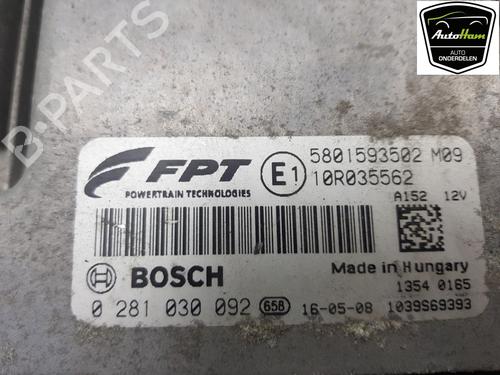 AutoHam
AUTO
ONDERDELEN
B-PARTS
FPT
POWERTRAIN TECHNOLOGIES
E1
5801593502 M09
10R035562
A152 12V
BOSCH
Made in Hungary
1354 0165
0 281 030 092 658 16-05-08 1039S69393